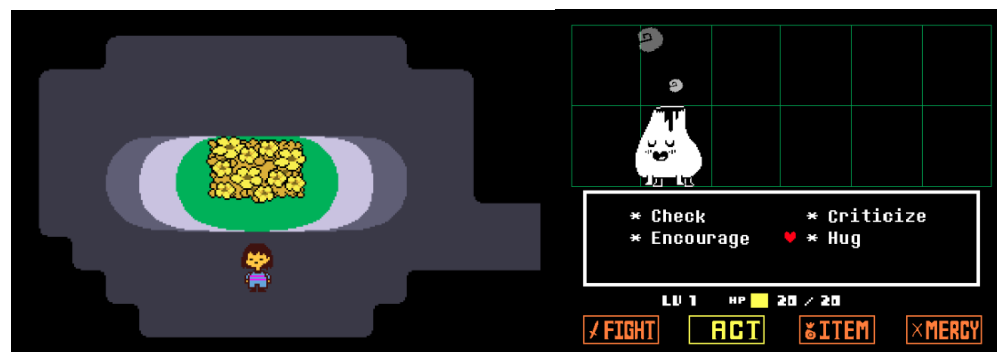 * Check * Criticize
* Encourage * Hug
LV 1 HP 20 / 20
FIGHT ACT ITEM MERCY